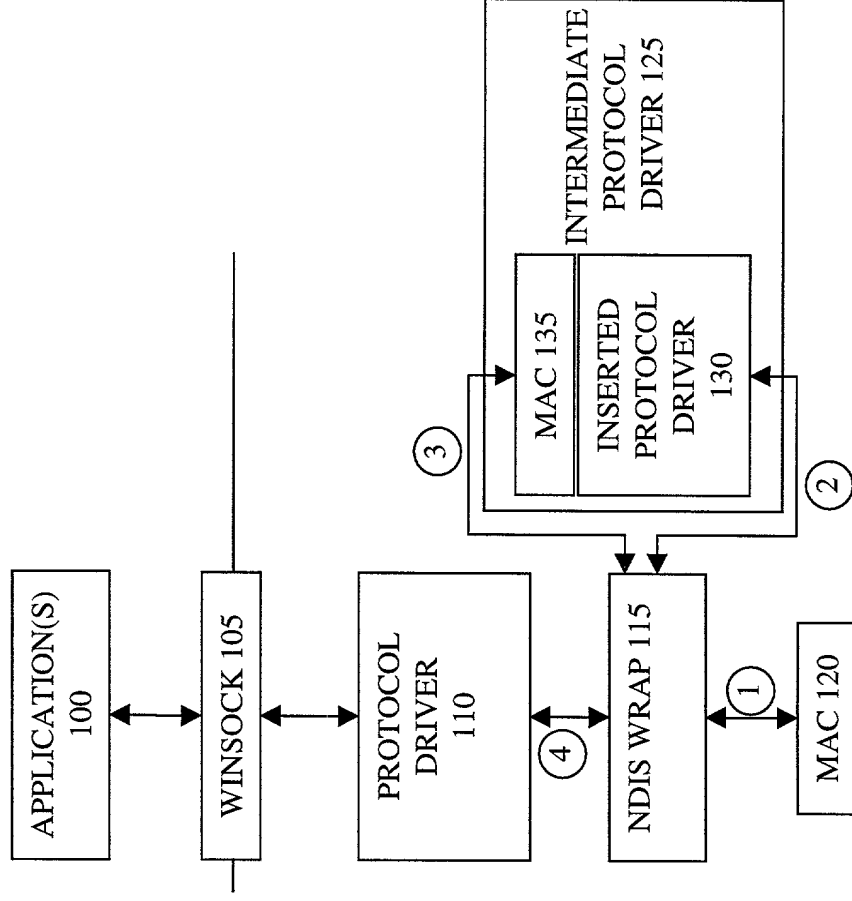 APPLICATION(S)
100
WINSOCK 105
PROTOCOL
DRIVER
110
4
NDIS WRAP 115
1
MAC 120
3
2
MAC 135
INSERTED
PROTOCOL
DRIVER
130
INTERMEDIATE
PROTOCOL
DRIVER 125